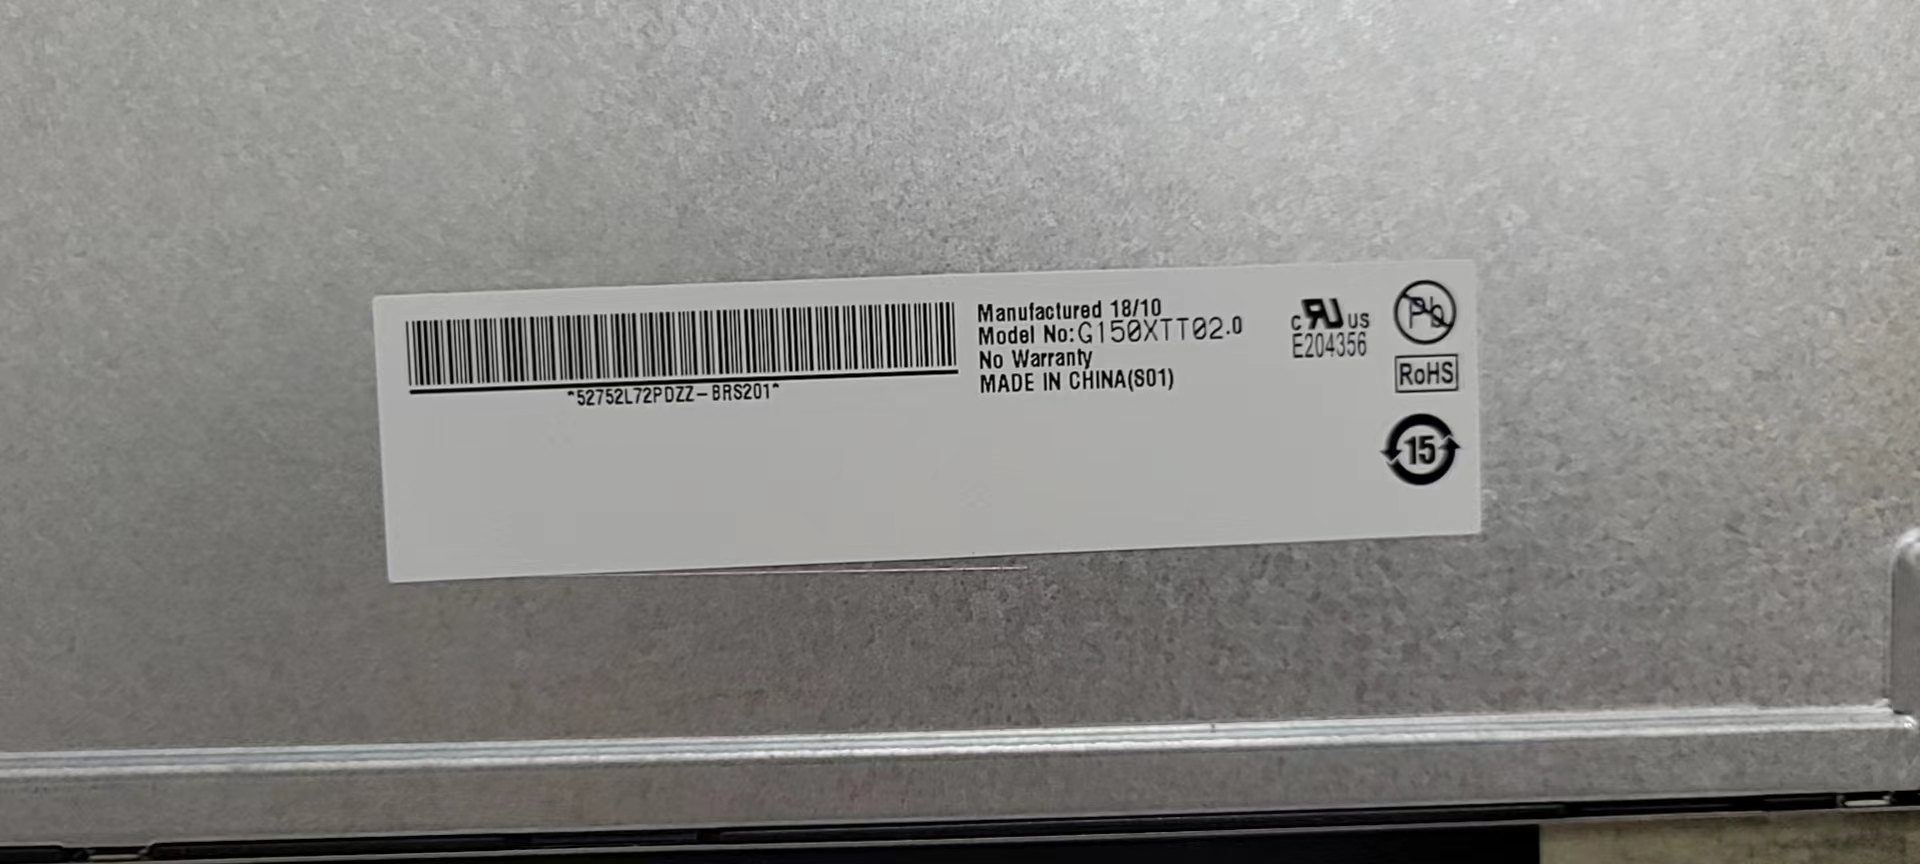 *52752L72PDZZ-BRS201*
Manufactured 18/10
Model No:G150XTT02.0
No Warranty
MADE IN CHINA(S01)
c RU US
E204356
Pb
RoHS
15